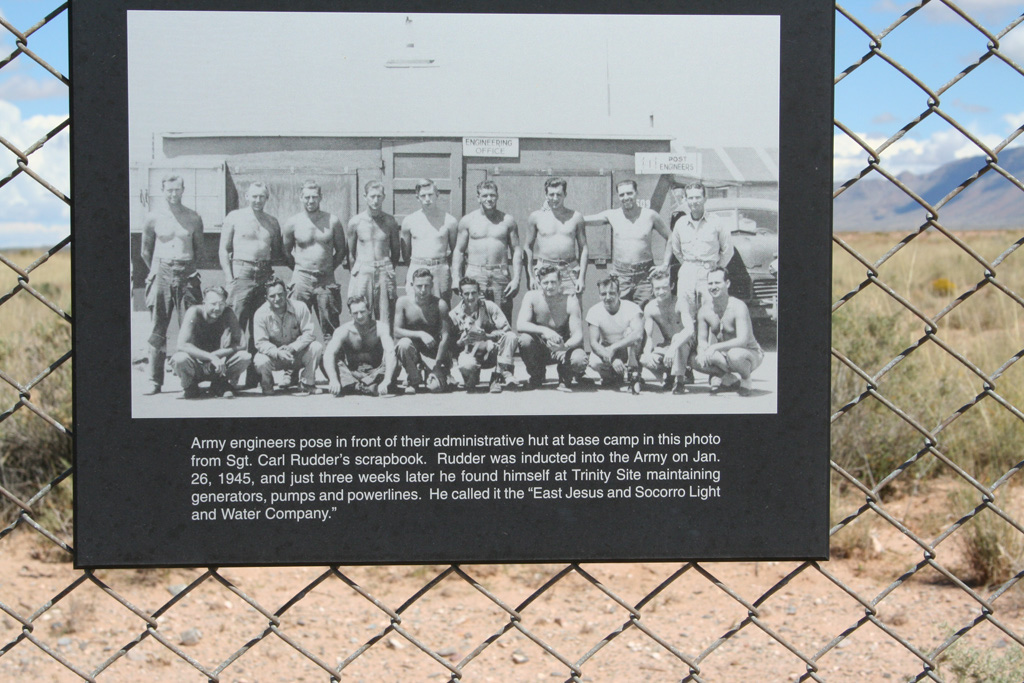 ENGINEERING
OFFICE
POST
ENGINEERS
Army engineers pose in front of their administrative hut at base camp in this photo
from Sgt. Carl Rudder's scrapbook.  Rudder was inducted into the Army on Jan.
26, 1945, and just three weeks later he found himself at Trinity Site maintaining
generators, pumps and powerlines.  He called it the "East Jesus and Socorro Light
and Water Company."